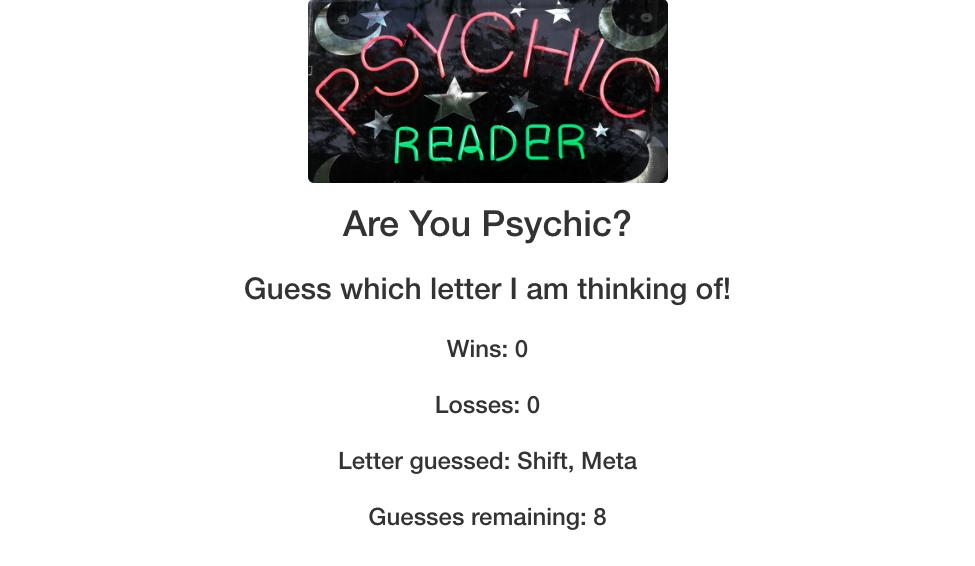 PSYCHIC
READER
Are You Psychic?
Guess which letter I am thinking of!
Wins: 0
Losses: 0
Letter guessed: Shift, Meta
Guesses remaining: 8